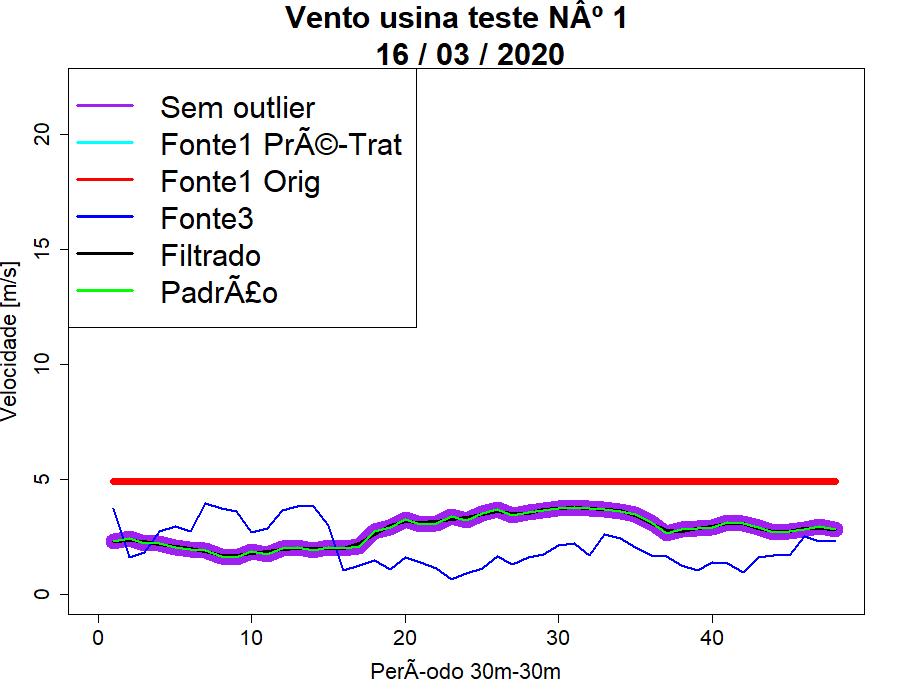 Vento usina teste NÂº 1
16 / 03 / 2020
Sem outlier
Fonte1 PrÃ©-Trat
Fonte1 Orig
Fonte3
Filtrado
PadrÃ£o
Velocidade [m/s]
20
15
10
5
0
0 10 20 30 40
PerÃ-odo 30m-30m